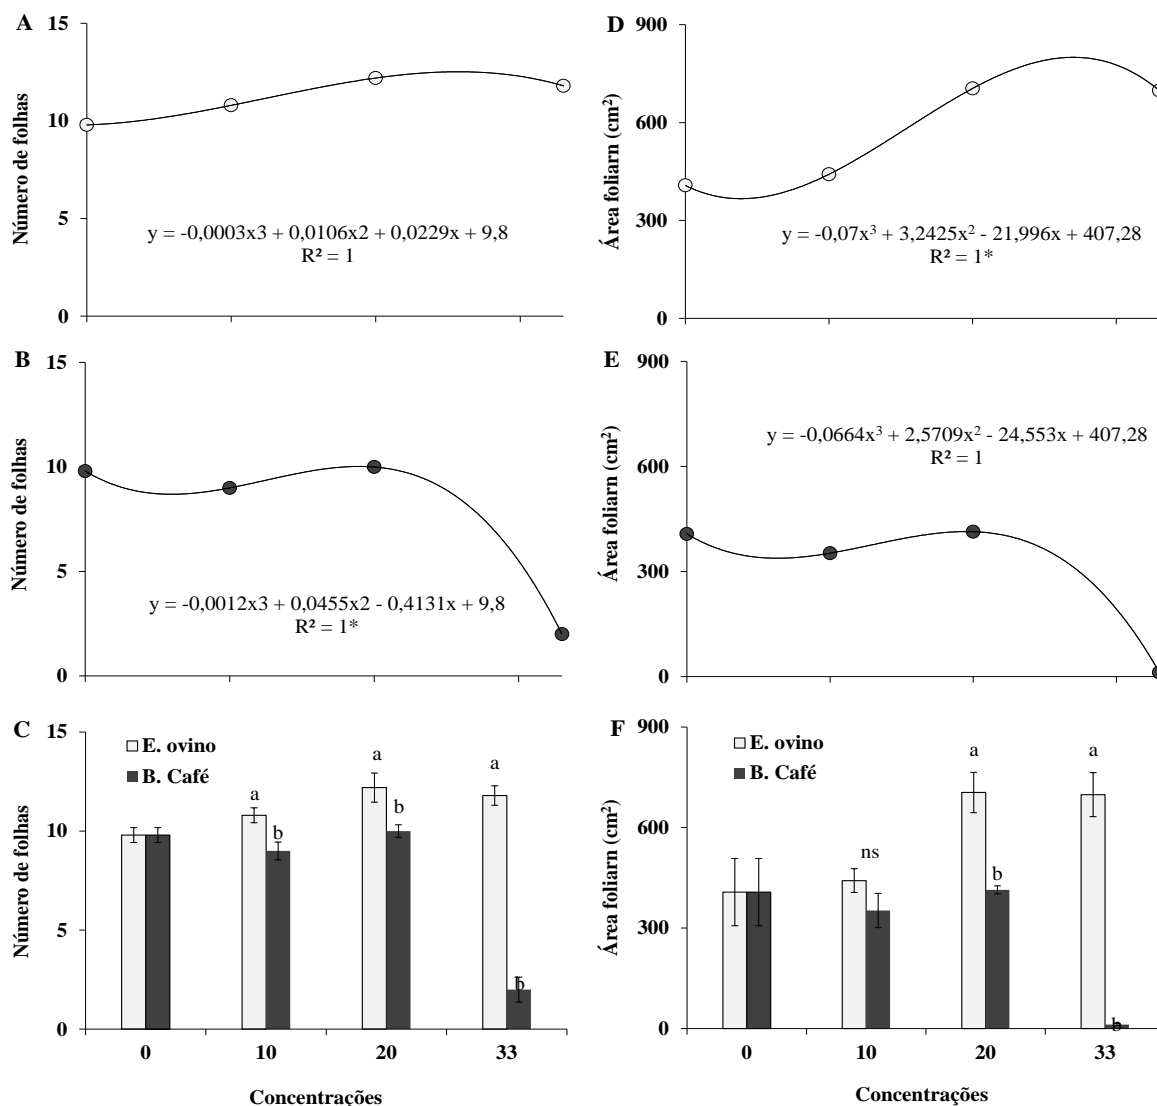 A
15
10
5
0
Número de folhas
y = -0,0003x3 + 0,0106x2 + 0,0229x + 9,8
R² = 1
D
900
600
300
0
Área foliarn (cm²)
y = -0,07x³ + 3,2425x² - 21,996x + 407,28
R² = 1*
B
15
10
5
0
Número de folhas
y = -0,0012x3 + 0,0455x2 - 0,4131x + 9,8
R² = 1*
E
900
600
300
0
Área foliarn (cm²)
y = -0,0664x³ + 2,5709x² - 24,553x + 407,28
R² = 1
C
15
10
5
0
Número de folhas
E. ovino
B. Café
a
b
a
b
a
b
0 10 20 33
Concentrações
F
900
600
300
0
Área foliarn (cm²)
E. ovino
B. Café
ns
a
b
a
b
0 10 20 33
Concentrações